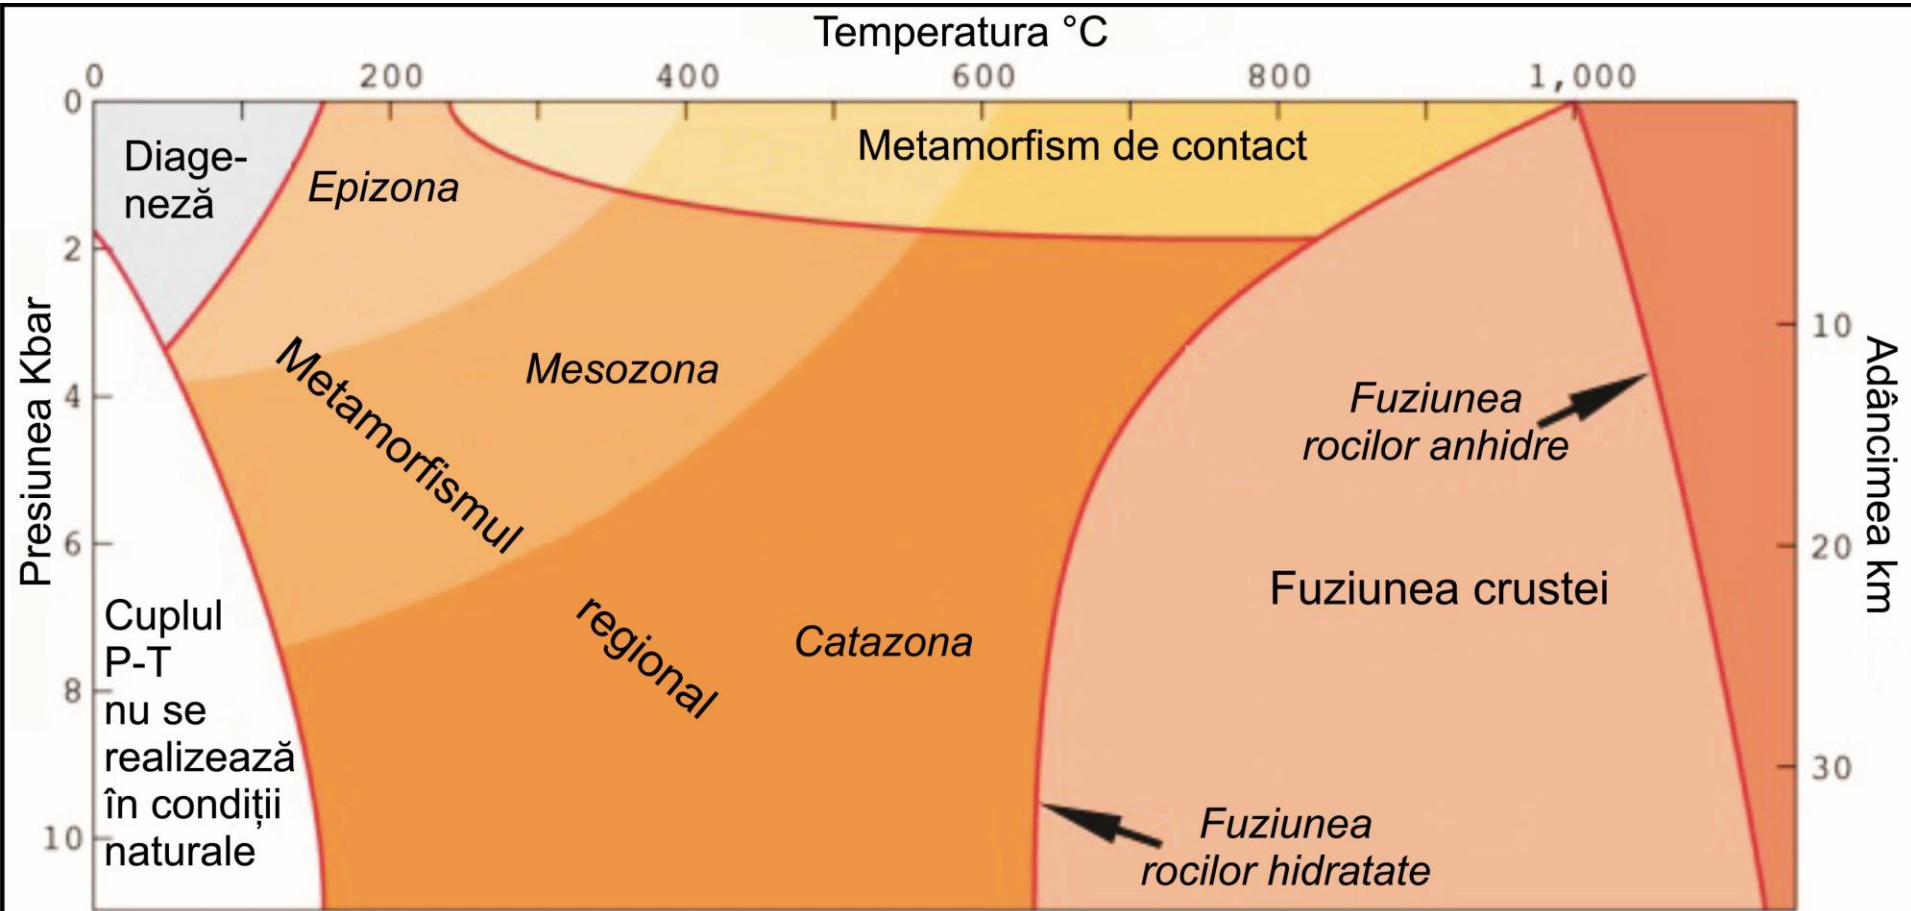 Temperatura °C
0 200 400 600 800 1,000
0
2
4
6
8
10
Presiunea Kbar
10
20
30
Adâncimea km
Diage-
neză
Epizona
Metamorfism de contact
Mesozona
Metamorfismul
regional
Catazona
Fuziunea
rocilor anhidre
Fuziunea crustei
Fuziunea
rocilor hidratate
Cuplul
P-T
nu se
realizează
în condiții
naturale